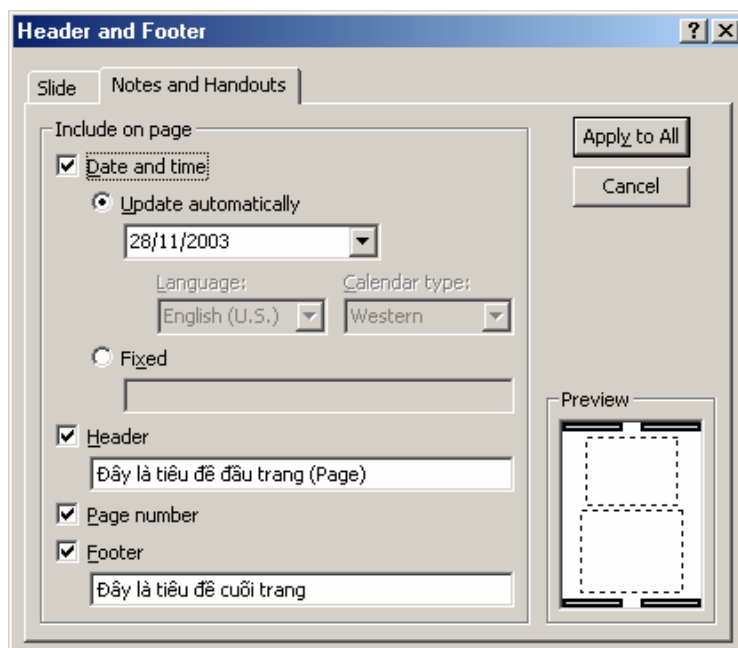 Header and Footer
Slide
Notes and Handouts
Include on page
Date and time
Update automatically
28/11/2003
Language:
Calendar type:
English (U.S.)
Western
Fixed
Header
Đây là tiêu đề đầu trang (Page)
Page number
Footer
Đây là tiêu đề cuối trang
Apply to All
Cancel
Preview